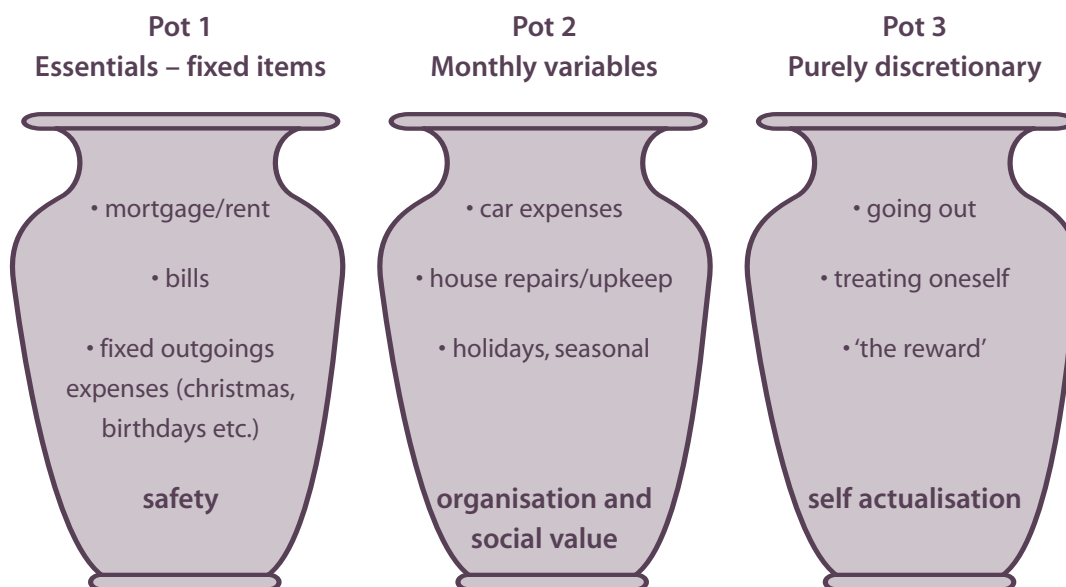 Pot 1
Essentials – fixed items
• mortgage/rent
• bills
• fixed outgoings
expenses (christmas,
birthdays etc.)
safety
Pot 2
Monthly variables
• car expenses
• house repairs/upkeep
• holidays, seasonal
organisation and
social value
Pot 3
Purely discretionary
• going out
• treating oneself
• ‘the reward’
self actualisation